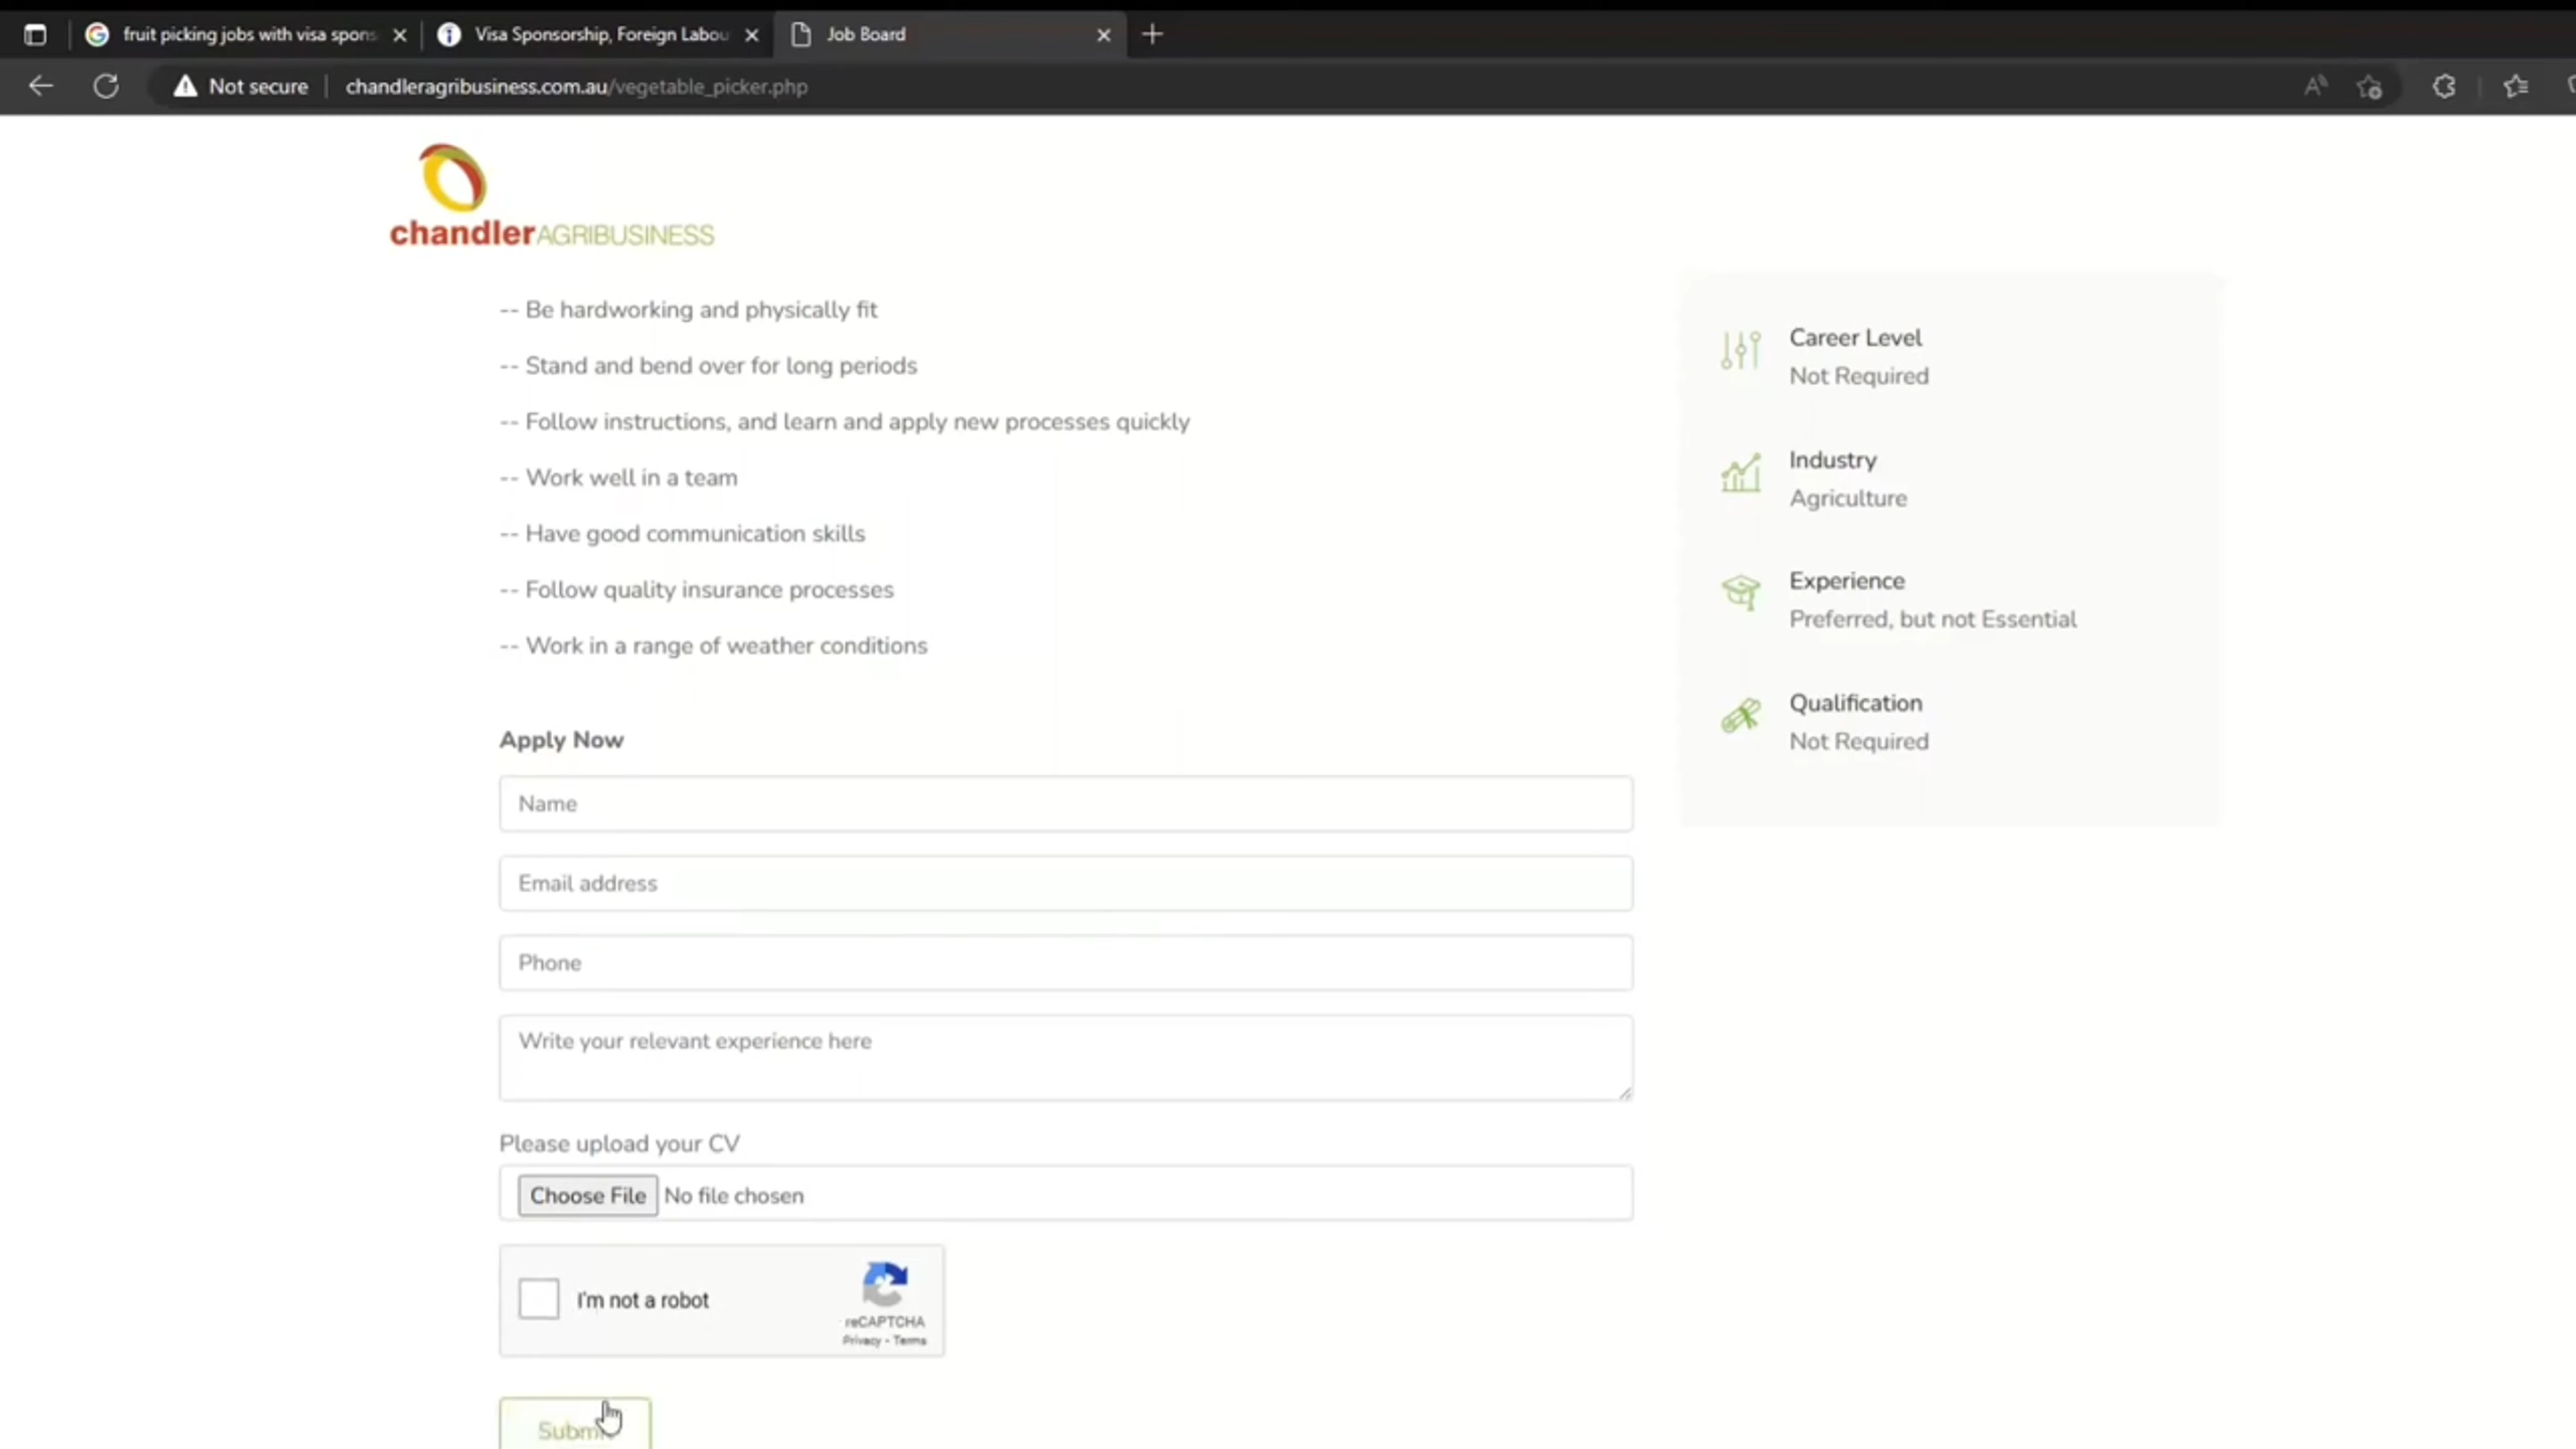 fruit picking jobs with visa spons
Visa Sponsorship, Foreign Labou
Job Board
Not secure
chandleragribusiness.com.au/vegetable_picker.php
chandlerAGRIBUSINESS
-- Be hardworking and physically fit
-- Stand and bend over for long periods
-- Follow instructions, and learn and apply new processes quickly
-- Work well in a team
-- Have good communication skills
-- Follow quality insurance processes
-- Work in a range of weather conditions
Career Level
Not Required
Industry
Agriculture
Experience
Preferred, but not Essential
Qualification
Not Required
Apply Now
Name
Email address
Phone
Write your relevant experience here
Please upload your CV
Choose File No file chosen
I'm not a robot
reCAPTCHA
Privacy - Terms
Submit